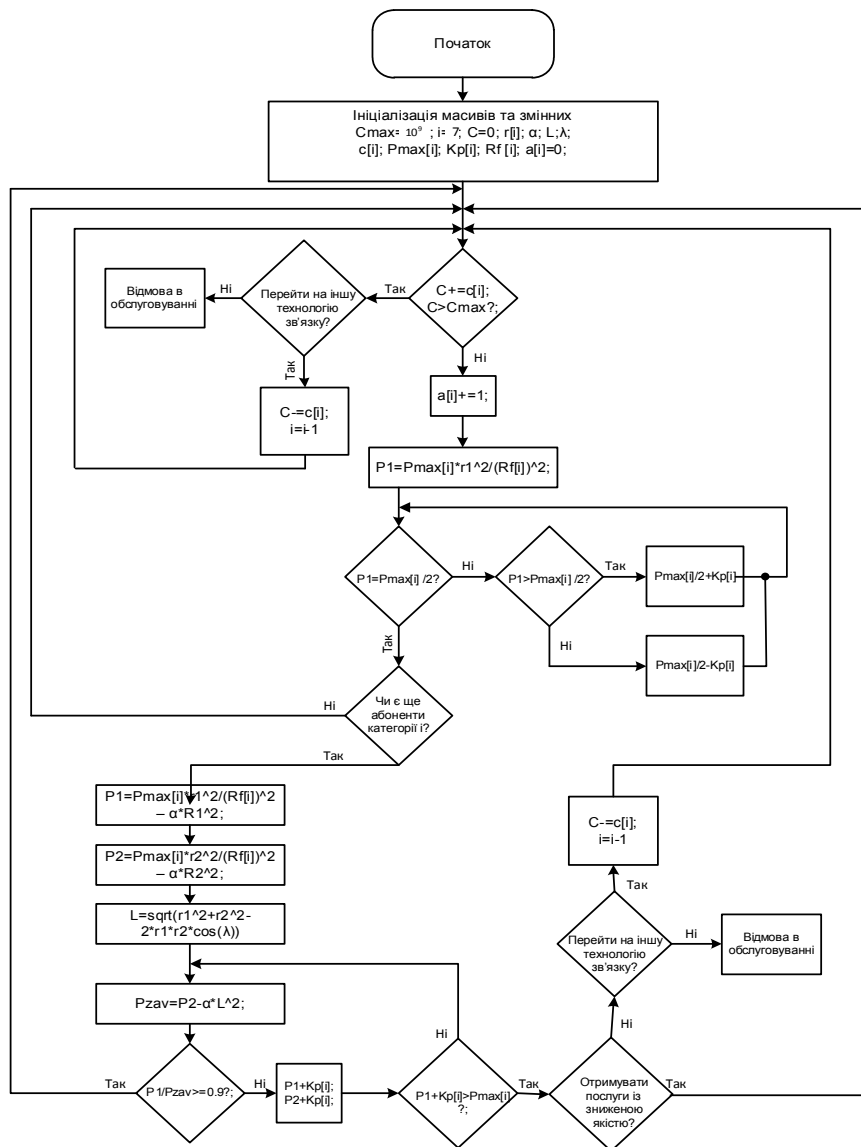 Початок
Ініціалізація масивів та змінних
Cmax= 10⁹ ; i= 7; C=0; r[i]; α; L;λ;
c[i]; Pmax[i]; Kp[i]; Rf [i]; a[i]=0;
C+=c[i];
C>Cmax?;
Так
Перейти на іншу
технологію
зв'язку?
Ні
Відмова в
обслуговуванні
Так
C-=c[i];
i=i-1
Ні
a[i]+=1;
P1=Pmax[i]*r1^2/(Rf[i])^2;
P1=Pmax[i] /2?
Ні
P1>Pmax[i] /2?
Так
Pmax[i]/2+Kp[i]
Ні
Pmax[i]/2-Kp[i]
Так
Чи є ще
абоненти
категорії i?
Ні
Так
P1=Pmax[i]*r1^2/(Rf[i])^2
– α*R1^2;
P2=Pmax[i]*r2^2/(Rf[i])^2
– α*R2^2;
L=sqrt(r1^2+r2^2-
2*r1*r2*cos(λ))
Pzav=P2-α*L^2;
P1/Pzav>=0.9?;
Так
Ні
P1+Kp[i];
P2+Kp[i];
P1+Kp[i]>Pmax[i]
?;
Ні
Так
Отримувати
послуги із
зниженою
якістю?
Так
Ні
Перейти на іншу
технологію
зв'язку?
Ні
Відмова в
обслуговуванні
Так
C-=c[i];
i=i-1